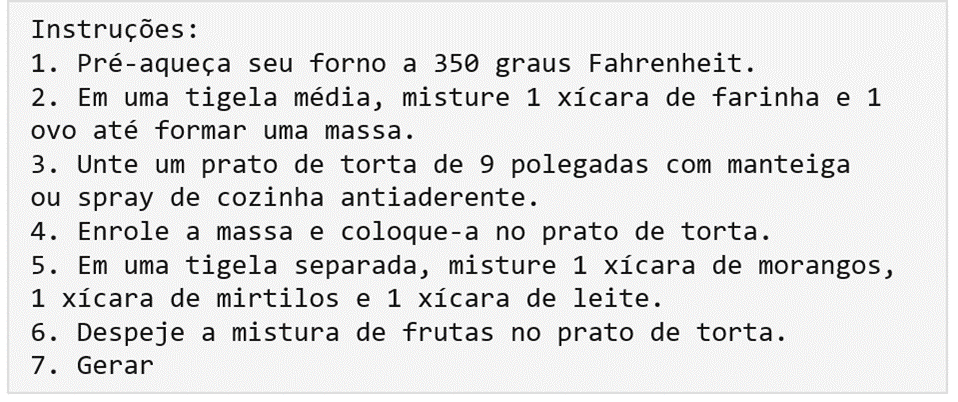 Instruções:
1. Pré-aqueça seu forno a 350 graus Fahrenheit.
2. Em uma tigela média, misture 1 xícara de farinha e 1
ovo até formar uma massa.
3. Unte um prato de torta de 9 polegadas com manteiga
ou spray de cozinha antiaderente.
4. Enrole a massa e coloque-a no prato de torta.
5. Em uma tigela separada, misture 1 xícara de morangos,
1 xícara de mirtilos e 1 xícara de leite.
6. Despeje a mistura de frutas no prato de torta.
7. Gerar